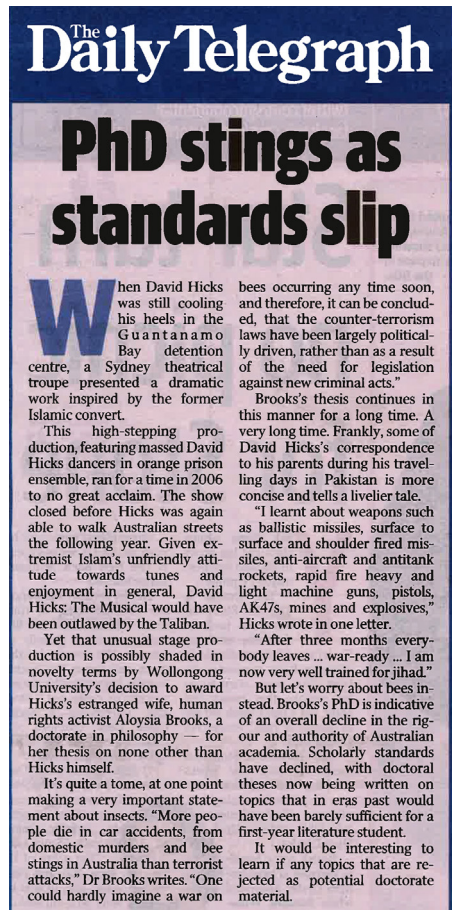 The
Daily Telegraph
PhD stings as
standards slip
When David Hicks
was still cooling
his heels in the
Guantanamo
Bay detention
centre, a Sydney theatrical
troupe presented a dramatic
work inspired by the former
Islamic convert.
This high-stepping pro-
duction, featuring massed David
Hicks dancers in orange prison
ensemble, ran for a time in 2006
to no great acclaim. The show
closed before Hicks was again
able to walk Australian streets
the following year. Given ex-
tremist Islam's unfriendly atti-
tude towards tunes and
enjoyment in general, David
Hicks: The Musical would have
been outlawed by the Taliban.
Yet that unusual stage pro-
duction is possibly shaded in
novelty terms by Wollongong
University's decision to award
Hicks's estranged wife, human
rights activist Aloysia Brooks, a
doctorate in philosophy — for
her thesis on none other than
Hicks himself.
It's quite a tome, at one point
making a very important state-
ment about insects. "More peo-
ple die in car accidents, from
domestic murders and bee
stings in Australia than terrorist
attacks," Dr Brooks writes. "One
could hardly imagine a war on
bees occurring any time soon,
and therefore, it can be conclud-
ed, that the counter-terrorism
laws have been largely political-
ly driven, rather than as a result
of the need for legislation
against new criminal acts."
Brooks's thesis continues in
this manner for a long time. A
very long time. Frankly, some of
David Hicks's correspondence
to his parents during his travel-
ling days in Pakistan is more
concise and tells a livelier tale.
"I learnt about weapons such
as ballistic missiles, surface to
surface and shoulder fired mis-
siles, anti-aircraft and antitank
rockets, rapid fire heavy and
light machine guns, pistols,
AK47s, mines and explosives,"
Hicks wrote in one letter.
"After three months every-
body leaves ... war-ready ... I am
now very well trained for jihad."
But let's worry about bees in-
stead. Brooks's PhD is indicative
of an overall decline in the rig-
our and authority of Australian
academia. Scholarly standards
have declined, with doctoral
theses now being written on
topics that in eras past would
have been barely sufficient for a
first-year literature student.
It would be interesting to
learn if any topics that are re-
jected as potential doctorate
material.